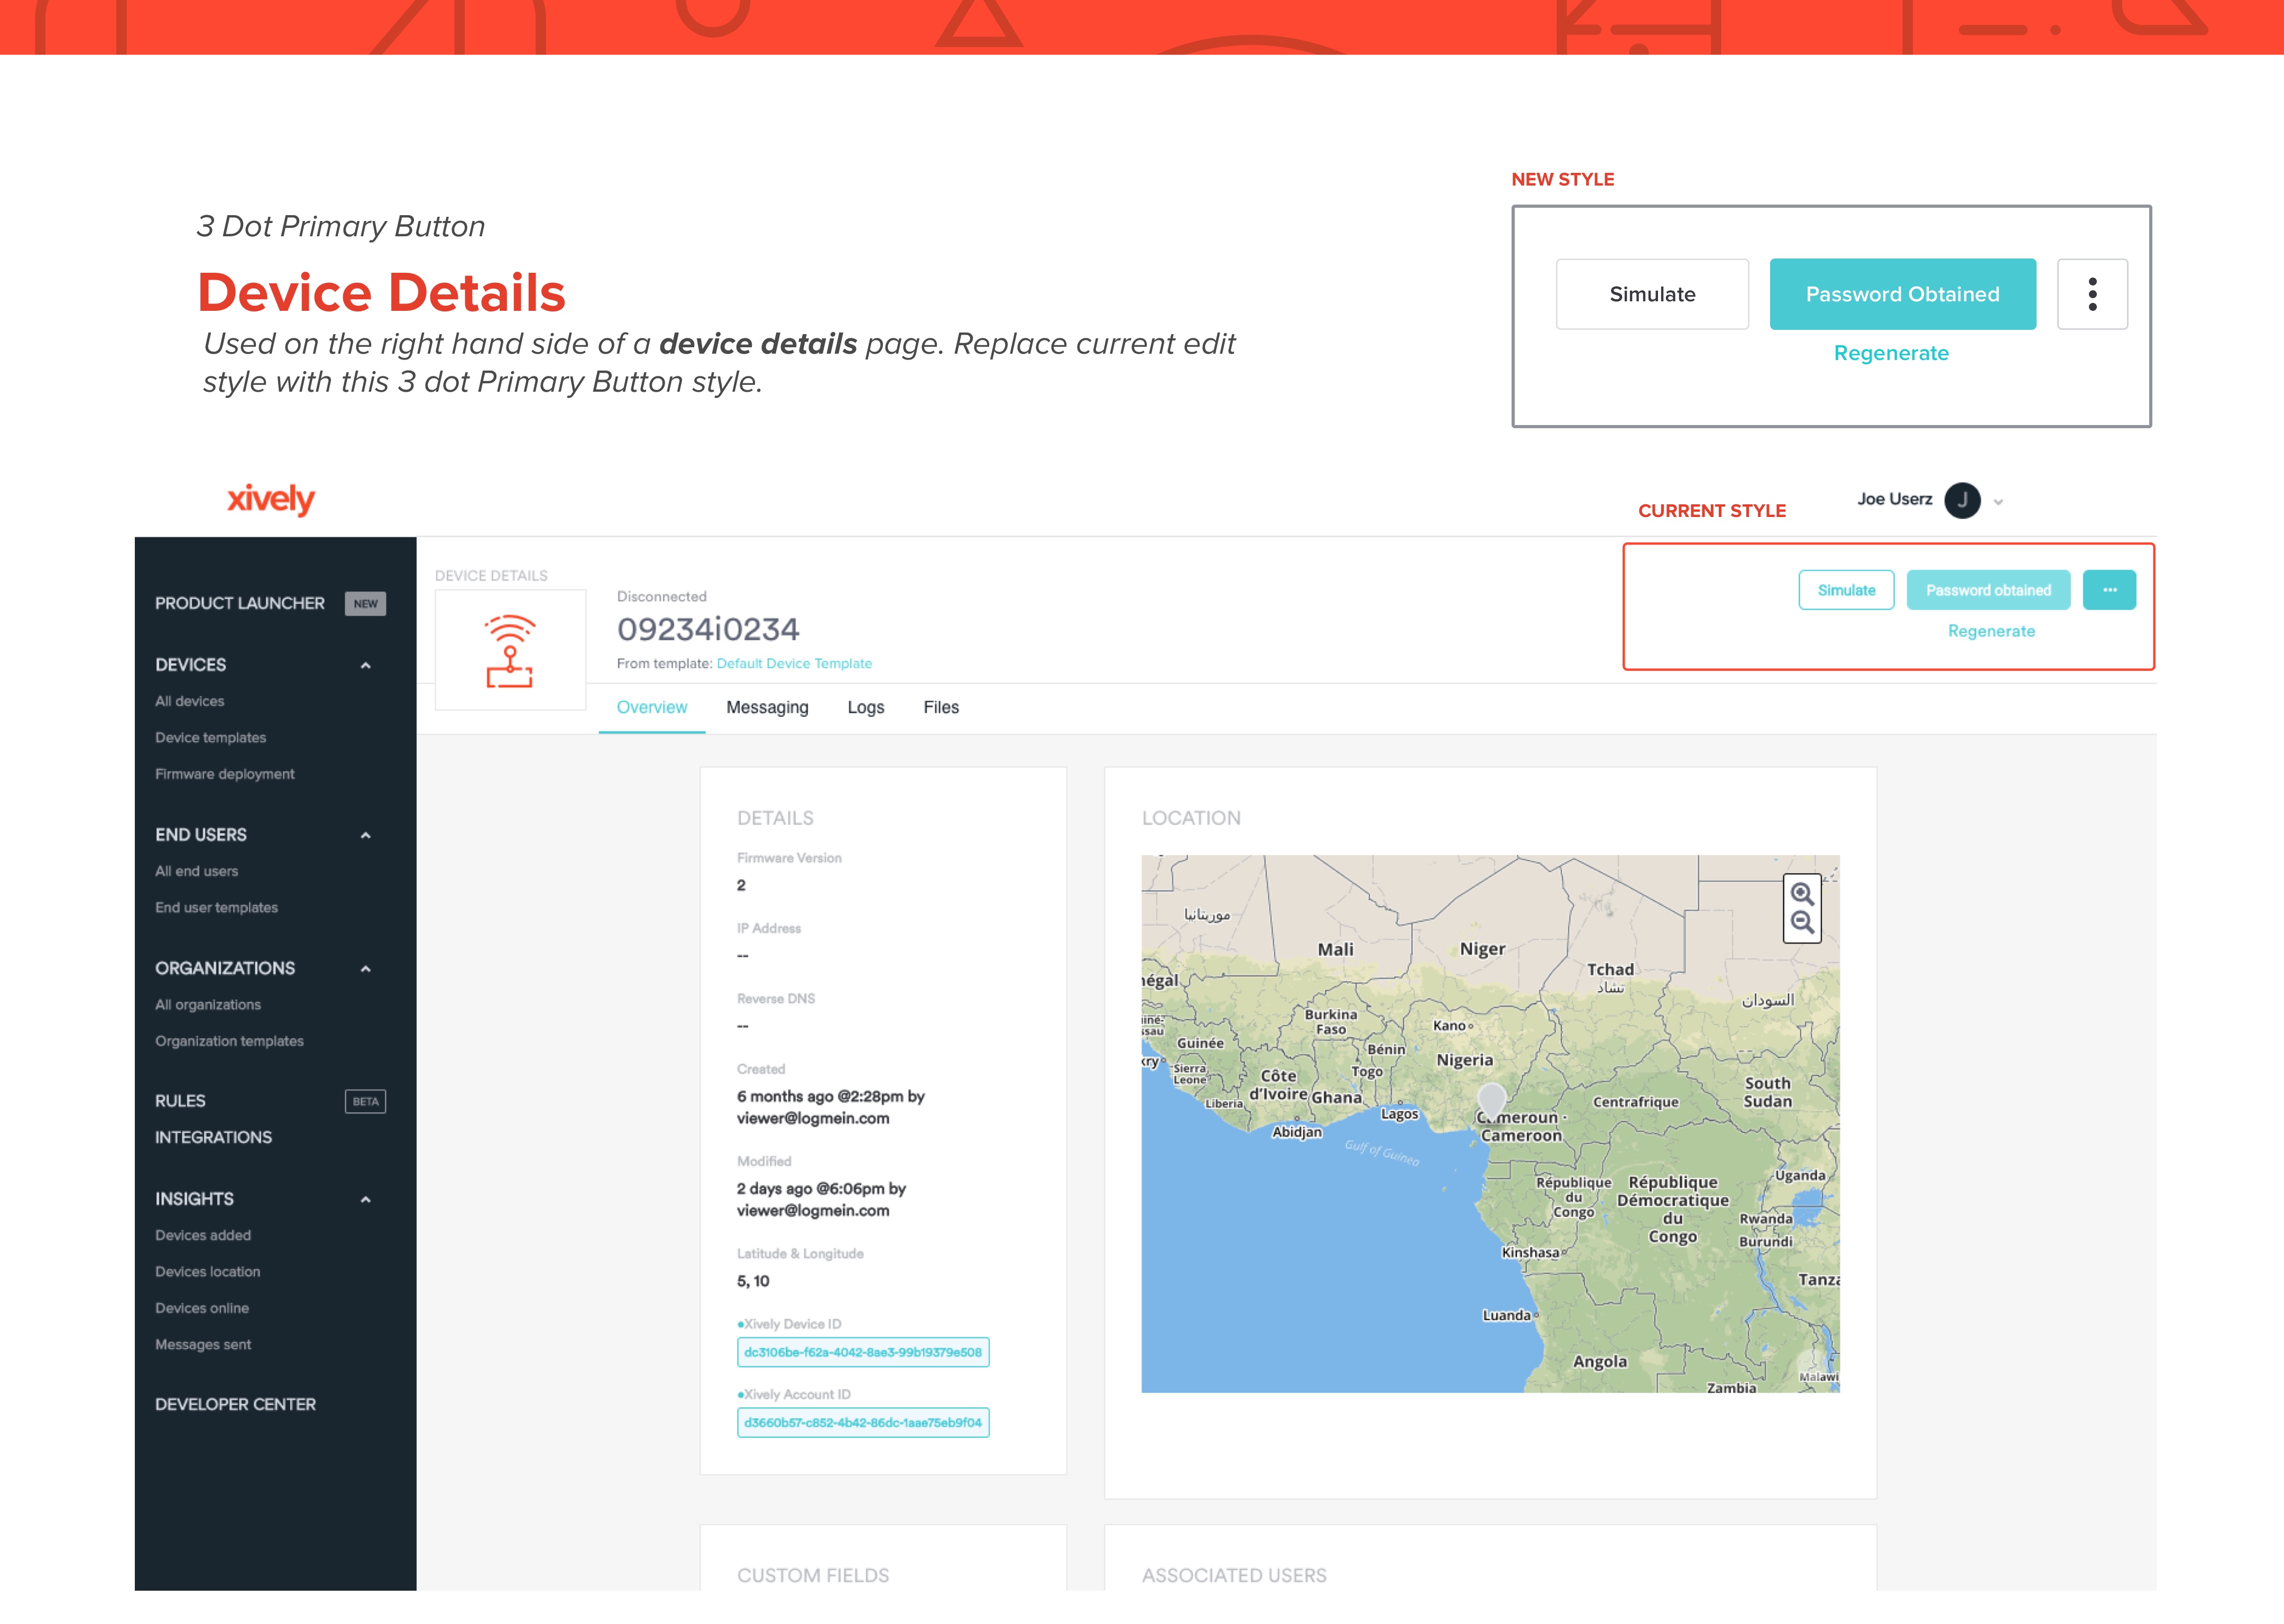 NEW STYLE
3 Dot Primary Button
Device Details
Used on the right hand side of a device details page. Replace current edit
style with this 3 dot Primary Button style.
Simulate
Password Obtained
Regenerate
xively
CURRENT STYLE
Joe Userz
J
PRODUCT LAUNCHER NEW
DEVICES
All devices
Device templates
Firmware deployment
END USERS
All end users
End user templates
ORGANIZATIONS
All organizations
Organization templates
RULES BETA
INTEGRATIONS
INSIGHTS
Devices added
Devices location
Devices online
Messages sent
DEVELOPER CENTER
DEVICE DETAILS
Disconnected
09234i0234
From template: Default Device Template
Simulate
Password obtained
...
Regenerate
Overview
Messaging
Logs
Files
DETAILS
Firmware Version
2
IP Address
--
Reverse DNS
--
Created
6 months ago @2:28pm by
viewer@logmein.com
Modified
2 days ago @6:06pm by
viewer@logmein.com
Latitude & Longitude
5, 10
•Xively Device ID
dc3106be-f62a-4042-8ae3-99b19379e508
•Xively Account ID
d3660b57-c852-4b42-86dc-1aae75eb9f04
LOCATION
موريتانيا
Mali
Niger
Tchad
تشاد
السودان
négal
Burkina
Faso
Kano
iné-
ssau
Guinée
Bénin
Nigeria
kry
Sierra
Leone
Côte
d'Ivoire
Togo
Ghana
South
Sudan
Liberia
Lagos
Centrafrique
Abidjan
Cameroun
Cameroon
Gulf of Guinea
Uganda
République
du
Congo
République
Démocratique
du
Congo
Rwanda
Burundi
Kinshasa
Tanza
Luanda
Angola
Malawi
Zambia
CUSTOM FIELDS
ASSOCIATED USERS